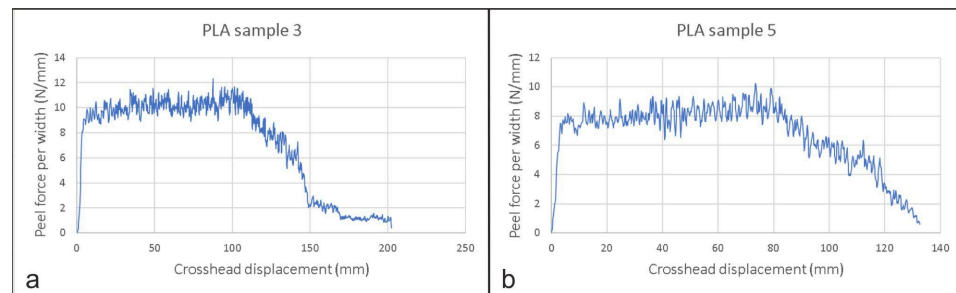 PLA sample 3
Peel force per width (N/mm)
14
12
10
8
6
4
2
0
0 50 100 150 200 250
Crosshead displacement (mm)
a
PLA sample 5
Peel force per width (N/mm)
12
10
8
6
4
2
0
0 20 40 60 80 100 120 140
Crosshead displacement (mm)
b